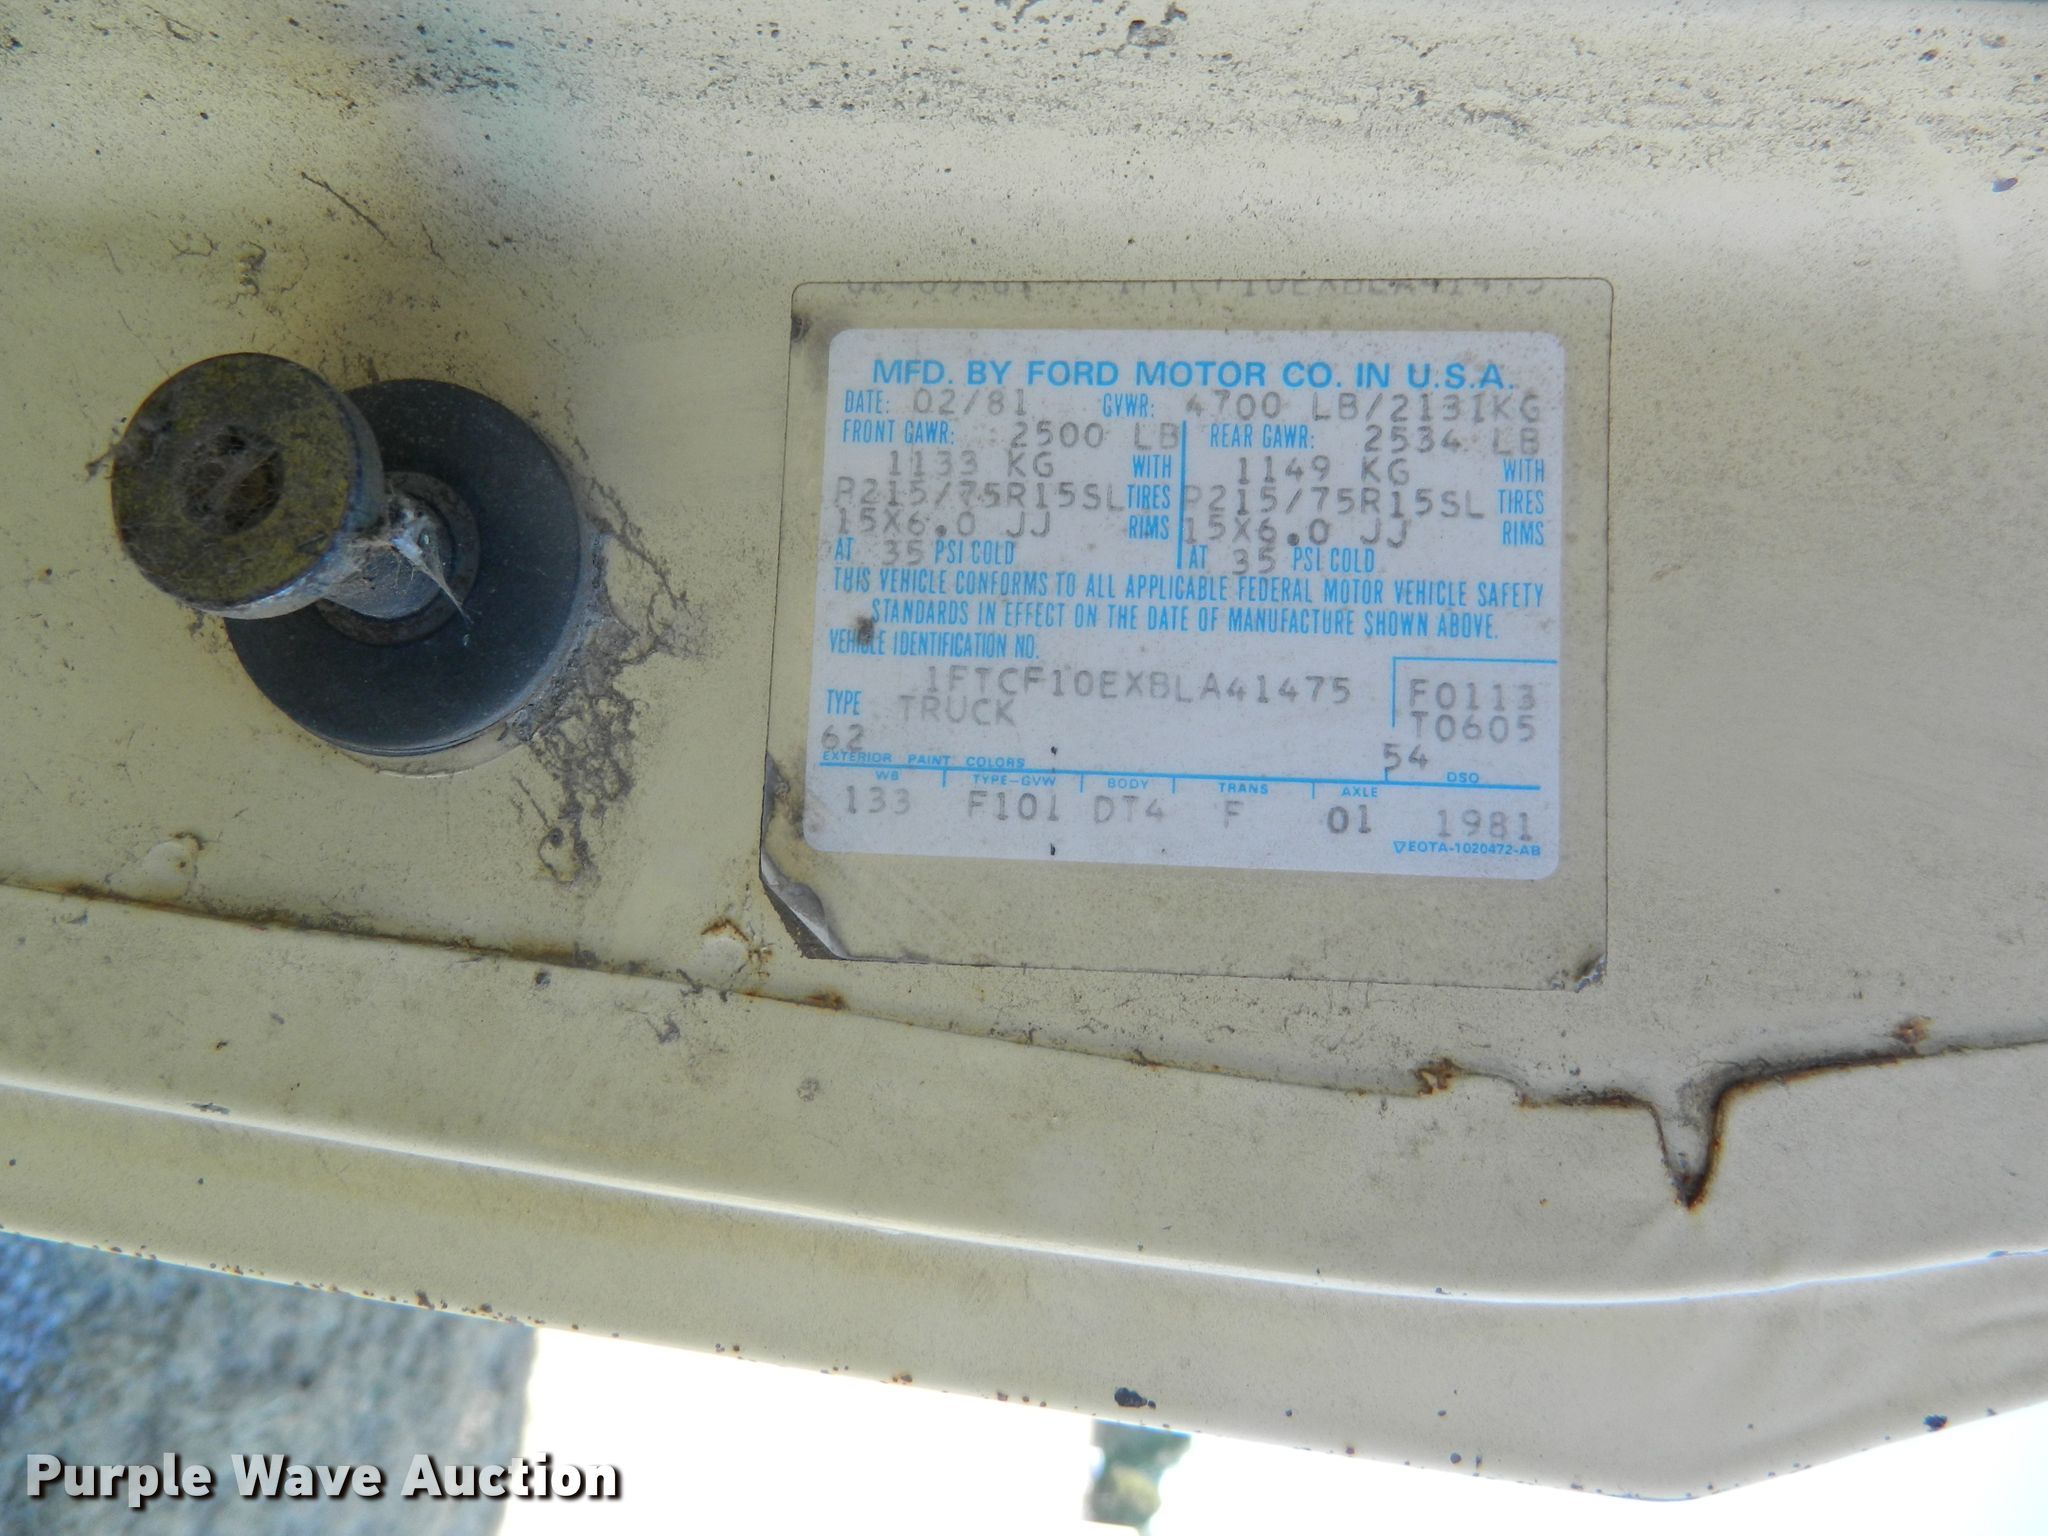 1FTCF10EXBLA41475
MFD. BY FORD MOTOR CO. IN U.S.A.
DATE: 02/81 GVWR: 4700 LB/2131KG
FRONT GAWR: 2500 LB REAR GAWR: 2534 LB
1133 KG WITH 1149 KG WITH
P215/75R15SL TIRES P215/75R15SL TIRES
15X6.0 JJ RIMS 15X6.0 JJ RIMS
AT 35 PSI COLD AT 35 PSI COLD
THIS VEHICLE CONFORMS TO ALL APPLICABLE FEDERAL MOTOR VEHICLE SAFETY
STANDARDS IN EFFECT ON THE DATE OF MANUFACTURE SHOWN ABOVE.
VEHICLE IDENTIFICATION NO.
1FTCF10EXBLA41475 F0113
TYPE TRUCK T0605
62 54
EXTERIOR PAINT COLORS DSO
WB TYPE-GVW BODY TRANS AXLE
133 F101 DT4 F 01 1981
▽EOTA-1020472-AB
Purple Wave Auction